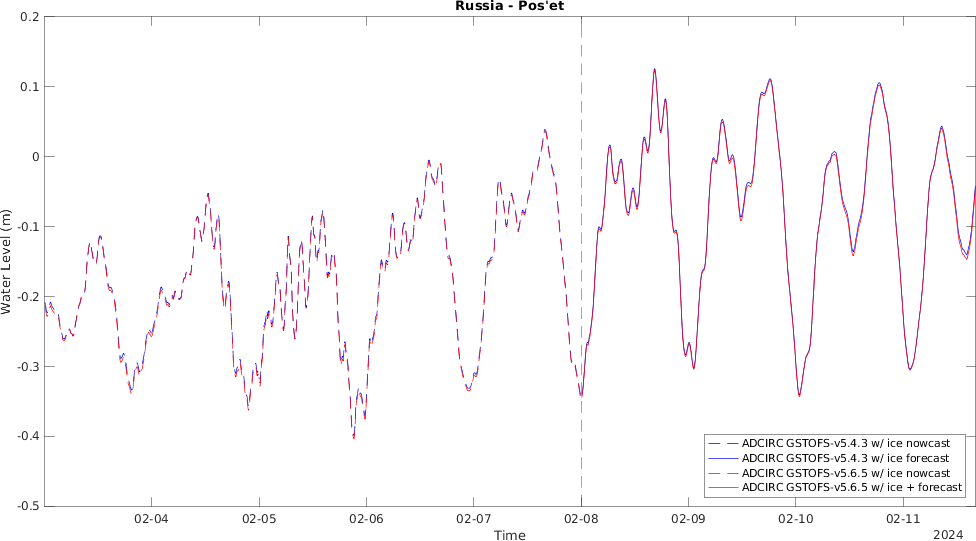 Russia - Pos'et
0.2
0.1
0
-0.1
-0.2
-0.3
-0.4
-0.5
Water Level (m)
ADCIRC GSTOFS-v5.4.3 w/ ice nowcast
ADCIRC GSTOFS-v5.4.3 w/ ice forecast
ADCIRC GSTOFS-v5.6.5 w/ ice nowcast
ADCIRC GSTOFS-v5.6.5 w/ ice + forecast
02-04 02-05 02-06 02-07 02-08 02-09 02-10 02-11
Time
2024